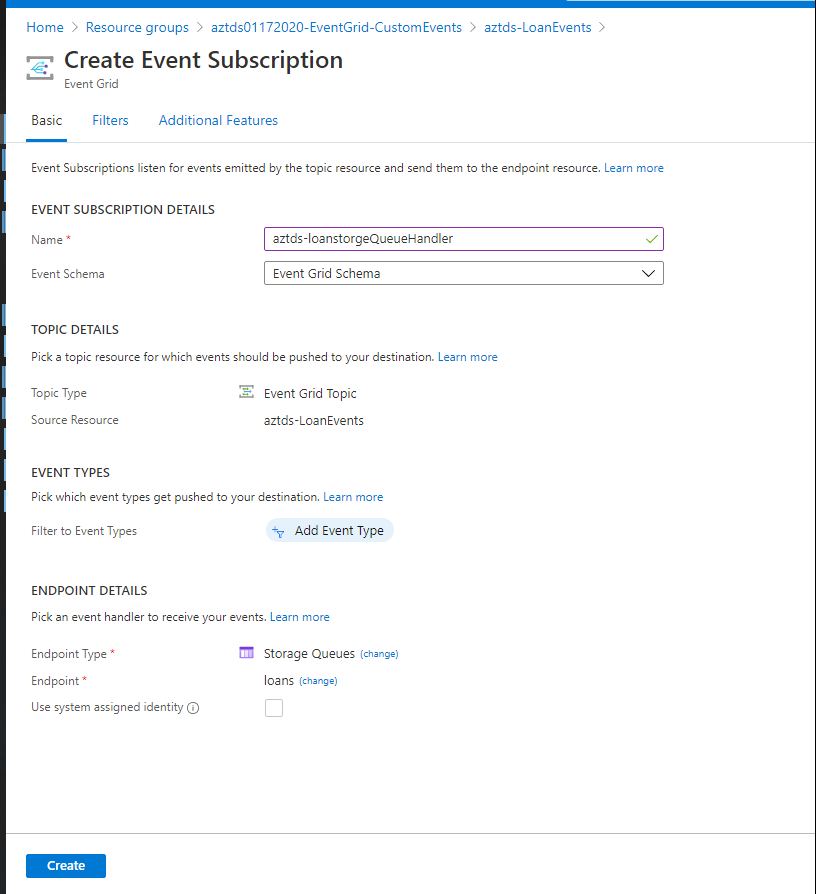 Home > Resource groups > aztds01172020-EventGrid-CustomEvents > aztds-LoanEvents >
Create Event Subscription
Event Grid
Basic Filters Additional Features
Event Subscriptions listen for events emitted by the topic resource and send them to the endpoint resource. Learn more
EVENT SUBSCRIPTION DETAILS
Name * aztds-loanstorgeQueueHandler
Event Schema Event Grid Schema
TOPIC DETAILS
Pick a topic resource for which events should be pushed to your destination. Learn more
Topic Type Event Grid Topic
Source Resource aztds-LoanEvents
EVENT TYPES
Pick which event types get pushed to your destination. Learn more
Filter to Event Types Add Event Type
ENDPOINT DETAILS
Pick an event handler to receive your events. Learn more
Endpoint Type * Storage Queues (change)
Endpoint * loans (change)
Use system assigned identity
Create